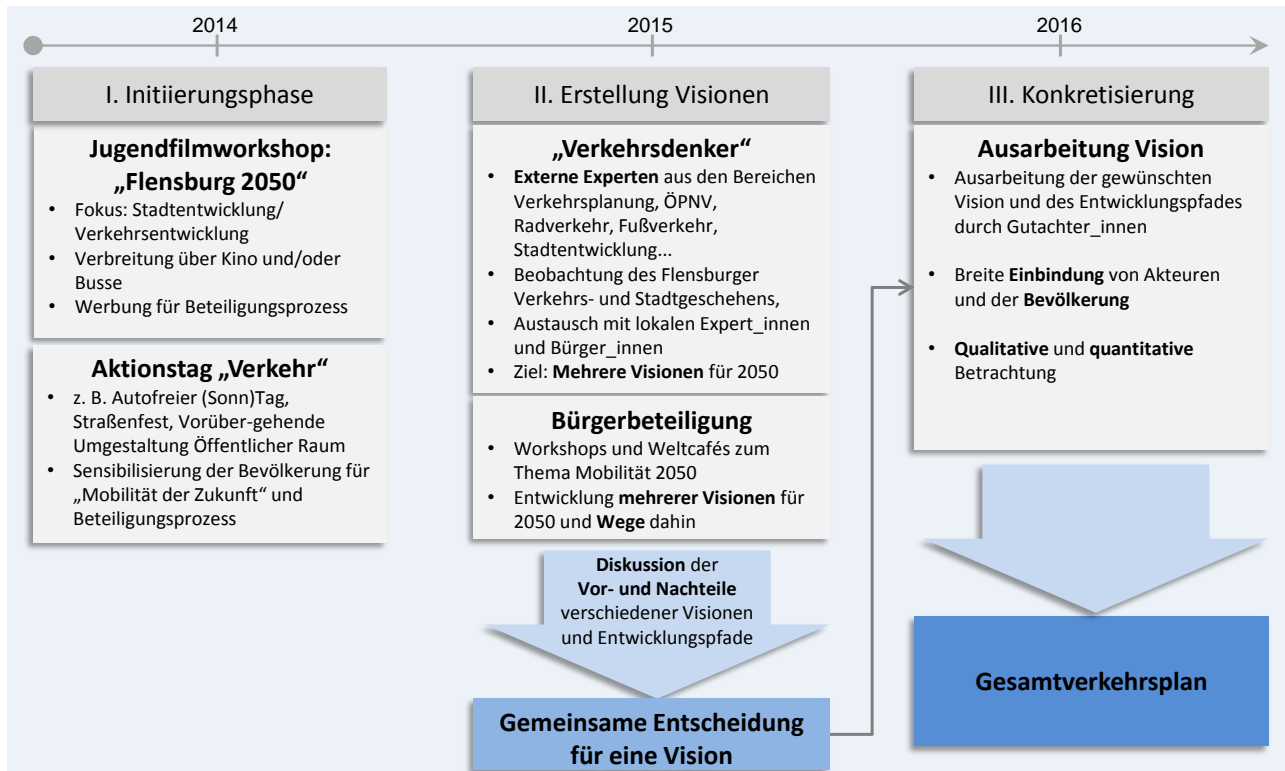 2014
2015
2016
I. Initiierungsphase
Jugendfilmworkshop:
„Flensburg 2050“
• Fokus: Stadtentwicklung/
Verkehrsentwicklung
• Verbreitung über Kino und/oder
Busse
• Werbung für Beteiligungsprozess
Aktionstag „Verkehr“
• z. B. Autofreier (Sonn)Tag,
Straßenfest, Vorüber-gehende
Umgestaltung Öffentlicher Raum
• Sensibilisierung der Bevölkerung für
„Mobilität der Zukunft“ und
Beteiligungsprozess
II. Erstellung Visionen
„Verkehrsdenker“
• Externe Experten aus den Bereichen
Verkehrsplanung, ÖPNV,
Radverkehr, Fußverkehr,
Stadtentwicklung...
• Beobachtung des Flensburger
Verkehrs- und Stadtgeschehens,
• Austausch mit lokalen Expert_innen
und Bürger_innen
• Ziel: Mehrere Visionen für 2050
Bürgerbeteiligung
• Workshops und Weltcafés zum
Thema Mobilität 2050
• Entwicklung mehrerer Visionen für
2050 und Wege dahin
Diskussion der
Vor- und Nachteile
verschiedener Visionen
und Entwicklungspfade
Gemeinsame Entscheidung
für eine Vision
III. Konkretisierung
Ausarbeitung Vision
• Ausarbeitung der gewünschten
Vision und des Entwicklungspfades
durch Gutachter_innen
• Breite Einbindung von Akteuren
und der Bevölkerung
• Qualitative und quantitative
Betrachtung
Gesamtverkehrsplan